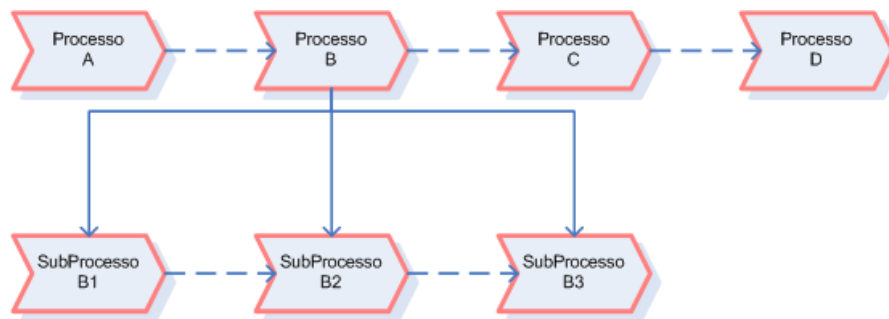 Processo
A
Processo
B
Processo
C
Processo
D
SubProcesso
B1
SubProcesso
B2
SubProcesso
B3